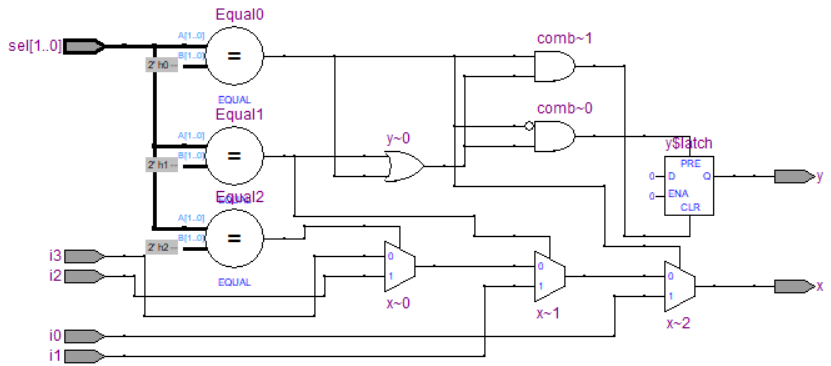 sel[1..0]
Equal0
A[1..0]
B[1..0]
2' h0 --
=
EQUAL
Equal1
A[1..0]
B[1..0]
2' h1 --
=
EQUAL
Equal2
A[1..0]
B[1..0]
2' h2 --
=
EQUAL
y~0
comb~1
comb~0
y$latch
PRE
0 D Q
0 ENA
CLR
y
i3
i2
i0
i1
0
1
x~0
0
1
x~1
0
1
x~2
x